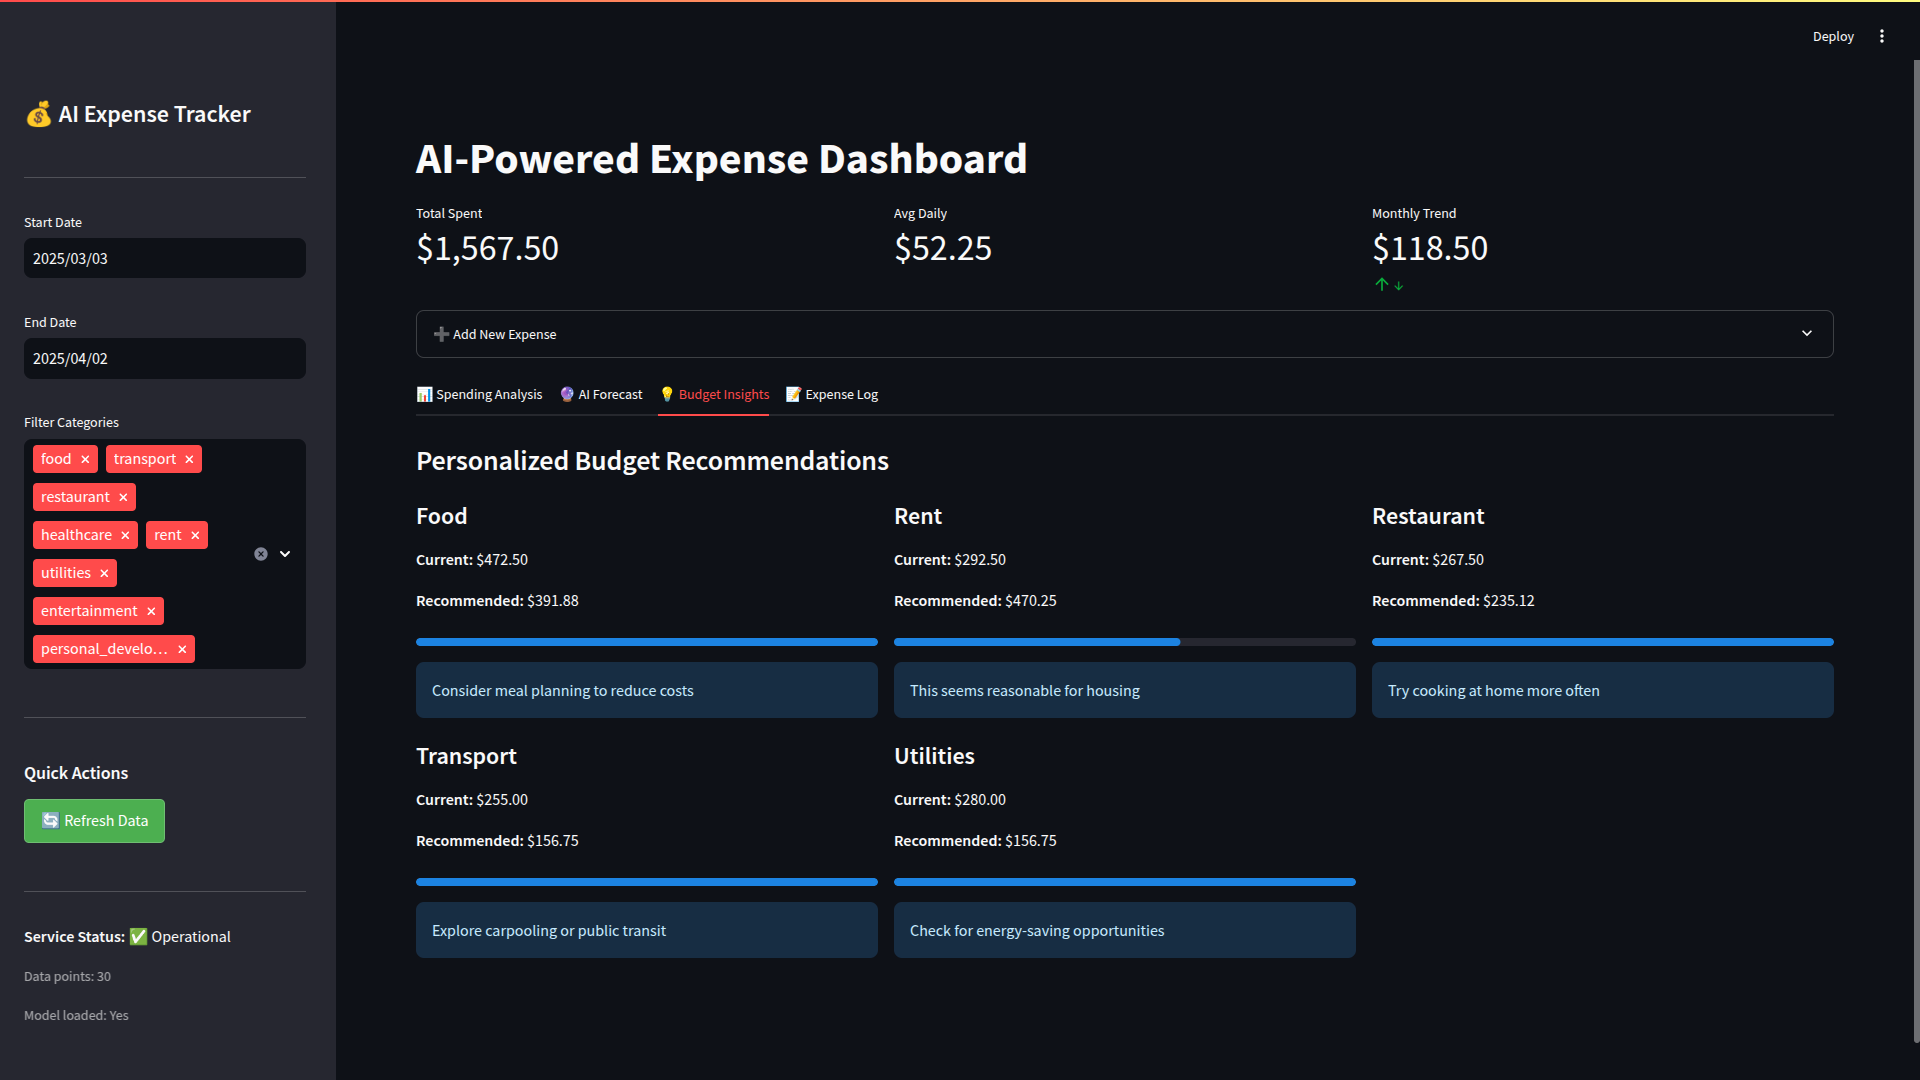 Deploy
💰 AI Expense Tracker
Start Date
2025/03/03
End Date
2025/04/02
Filter Categories
food ×
transport ×
restaurant ×
healthcare ×
rent ×
utilities ×
entertainment ×
personal_develo... ×
Quick Actions
🔄 Refresh Data
Service Status: ✅ Operational
Data points: 30
Model loaded: Yes
AI-Powered Expense Dashboard
Total Spent
$1,567.50
Avg Daily
$52.25
Monthly Trend
$118.50
↑ ↓
➕ Add New Expense
📊 Spending Analysis
🔮 AI Forecast
💡 Budget Insights
📝 Expense Log
Personalized Budget Recommendations
Food
Current: $472.50
Recommended: $391.88
Consider meal planning to reduce costs
Rent
Current: $292.50
Recommended: $470.25
This seems reasonable for housing
Restaurant
Current: $267.50
Recommended: $235.12
Try cooking at home more often
Transport
Current: $255.00
Recommended: $156.75
Explore carpooling or public transit
Utilities
Current: $280.00
Recommended: $156.75
Check for energy-saving opportunities